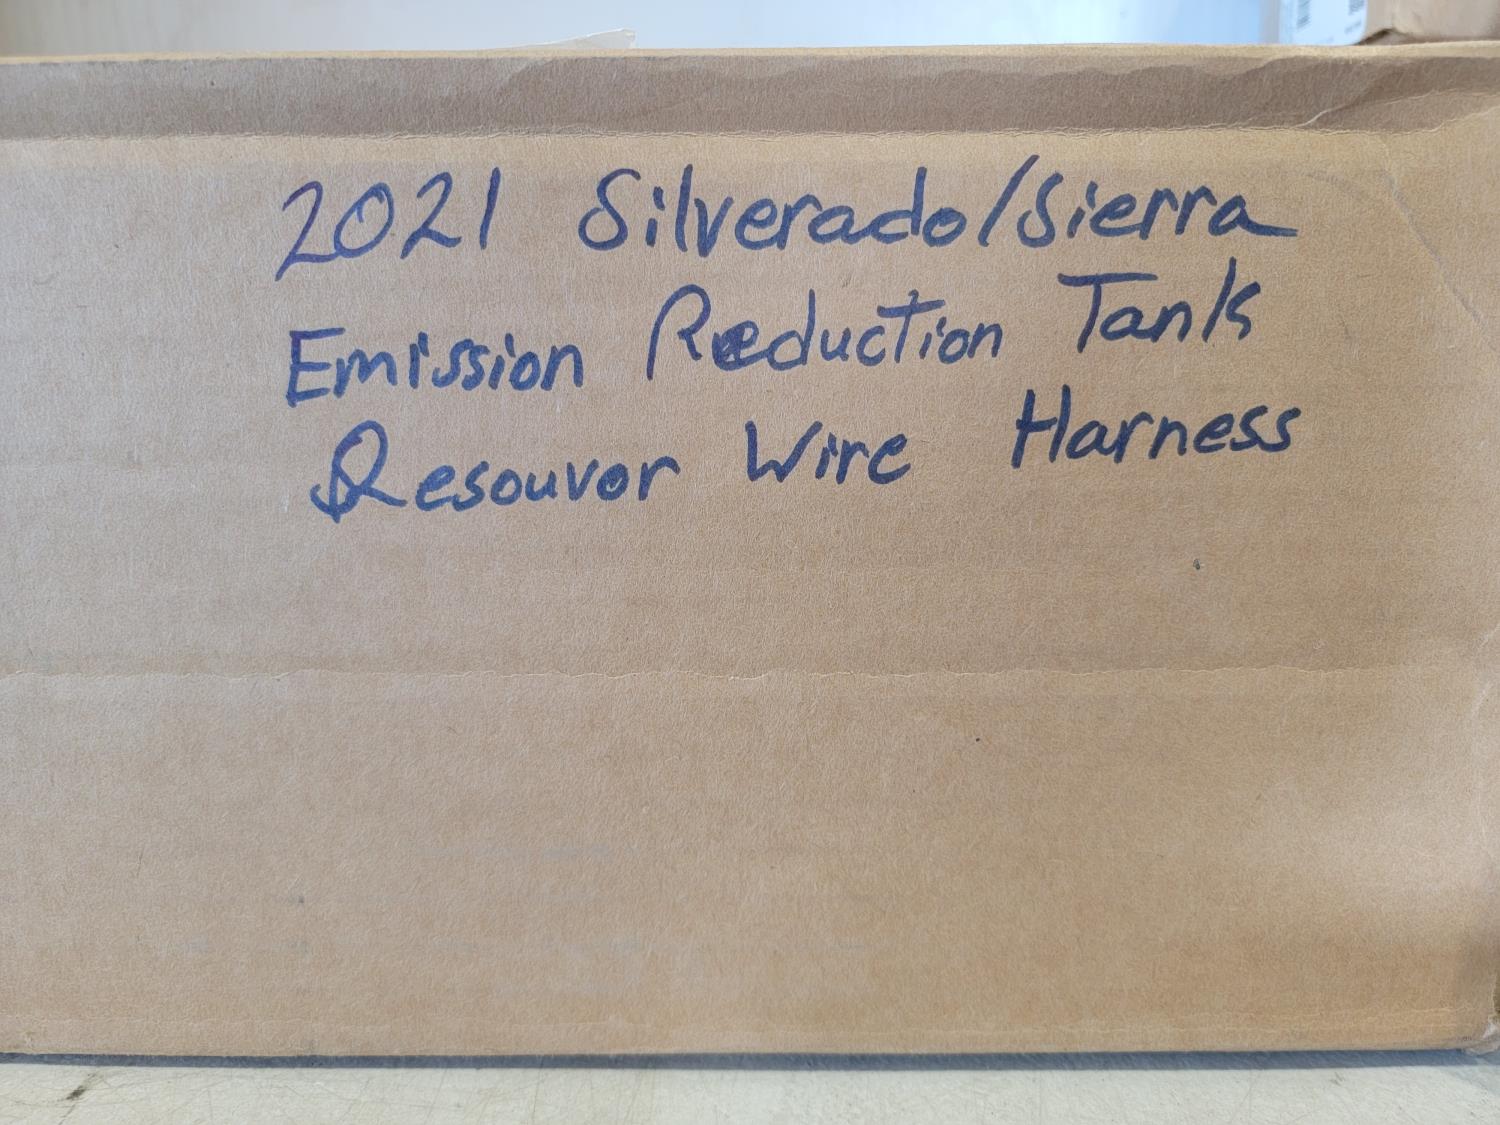 2021 Silverado/Sierra
Emission Reduction Tank
Resouvor Wire Harness